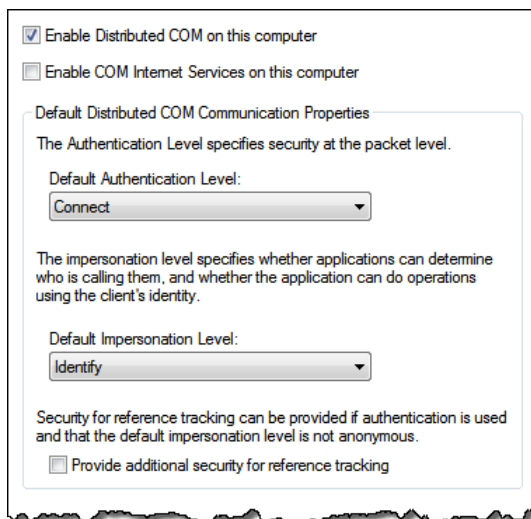 Enable Distributed COM on this computer
Enable COM Internet Services on this computer
Default Distributed COM Communication Properties
The Authentication Level specifies security at the packet level.
Default Authentication Level:
Connect
The impersonation level specifies whether applications can determine
who is calling them, and whether the application can do operations
using the client's identity.
Default Impersonation Level:
Identify
Security for reference tracking can be provided if authentication is used
and that the default impersonation level is not anonymous.
Provide additional security for reference tracking